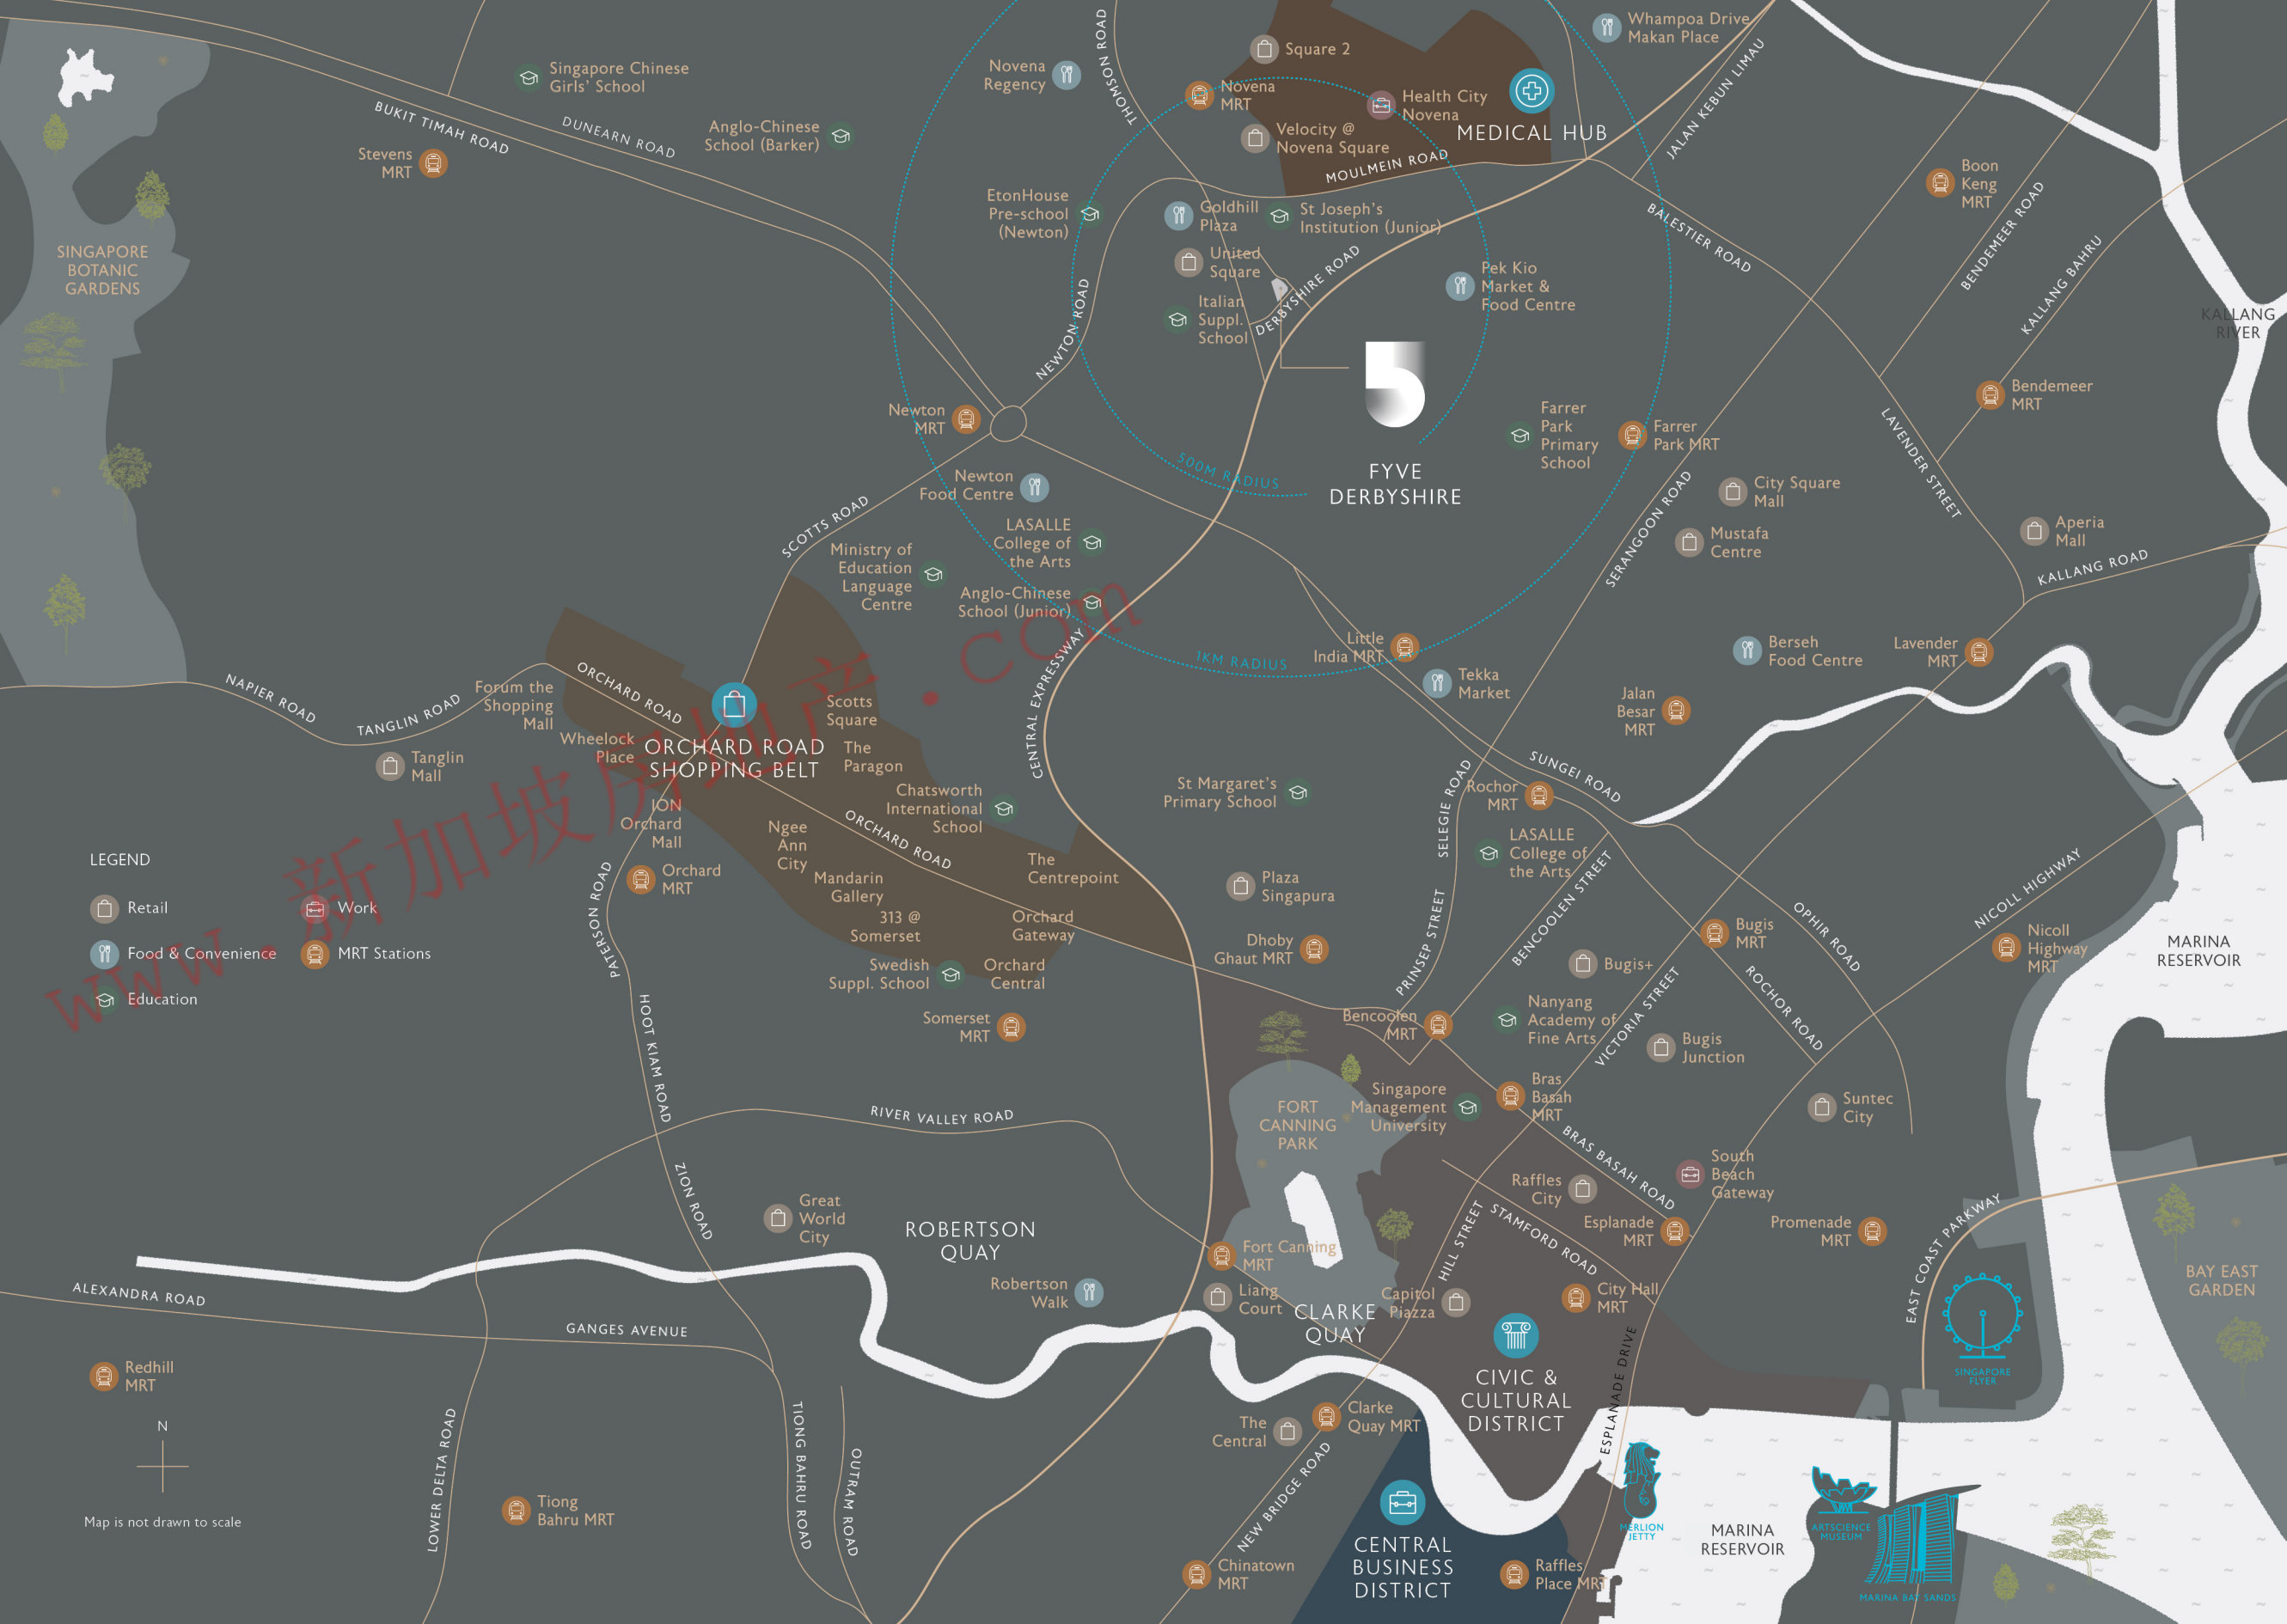 THOMSON ROAD
Square 2
Whampoa Drive
Makan Place
Singapore Chinese
Girls' School
Novena
Regency
Novena
MRT
Health City
Novena
MEDICAL HUB
JALAN KEBUN LIMAU
BUKIT TIMAH ROAD
DUNEARN ROAD
Anglo-Chinese
School (Barker)
Velocity @
Novena Square
MOULMEIN ROAD
Stevens
MRT
Boon
Keng
MRT
BENDEMEER ROAD
EtonHouse
Pre-school
(Newton)
Goldhill
Plaza
St Joseph's
Institution (Junior)
BALESTIER ROAD
KALLANG BAHRU
SINGAPORE
BOTANIC
GARDENS
United
Square
DERBYSHIRE ROAD
Pek Kio
Market &
Food Centre
Italian
Suppl.
School
NEWTON ROAD
KALLANG
RIVER
Bendemeer
MRT
Newton
MRT
5
FYVE
DERBYSHIRE
Farrer
Park
Primary
School
Farrer
Park MRT
LAVENDER STREET
500M RADIUS
Newton
Food Centre
SERANGOON ROAD
City Square
Mall
Mustafa
Centre
Aperia
Mall
KALLANG ROAD
SCOTTS ROAD
LASALLE
College of
the Arts
Ministry of
Education
Language
Centre
Anglo-Chinese
School (Junior)
CENTRAL EXPRESSWAY
1KM RADIUS
Little
India MRT
Tekka
Market
Berseh
Food Centre
Lavender
MRT
Jalan
Besar
MRT
NAPIER ROAD
TANGLIN ROAD
Forum the
Shopping
Mall
ORCHARD ROAD
Scotts
Square
Wheelock
Place
ORCHARD ROAD
SHOPPING BELT
The
Paragon
Tanglin
Mall
SUNGEI ROAD
Rochor
MRT
SELEGIE ROAD
St Margaret's
Primary School
Chatsworth
International
School
ION
Orchard
Mall
Ngee
Ann
City
ORCHARD ROAD
LASALLE
College of
the Arts
BENCOOLEN STREET
LEGEND
Retail
Work
Food & Convenience
MRT Stations
Education
Orchard
MRT
PATERSON ROAD
Mandarin
Gallery
The
Centrepoint
Plaza
Singapura
PRINSEP STREET
313 @
Somerset
Orchard
Gateway
Dhoby
Ghaut MRT
Bugis+
Bugis
MRT
OPHIR ROAD
NICOLL HIGHWAY
Nicoll
Highway
MRT
MARINA
RESERVOIR
Swedish
Suppl. School
Orchard
Central
Somerset
MRT
Bencoolen
MRT
Nanyang
Academy of
Fine Arts
VICTORIA STREET
ROCHOR ROAD
Bugis
Junction
HOOT KIAM ROAD
RIVER VALLEY ROAD
FORT
CANNING
PARK
Singapore
Management
University
Bras
Basah
MRT
BRAS BASAH ROAD
Suntec
City
South
Beach
Gateway
ZION ROAD
Great
World
City
ROBERTSON
QUAY
Raffles
City
STAMFORD ROAD
Esplanade
MRT
Promenade
MRT
EAST COAST PARKWAY
HILL STREET
Fort Canning
MRT
Robertson
Walk
Liang
Court
CLARKE
QUAY
Capitol
Piazza
City Hall
MRT
BAY EAST
GARDEN
SINGAPORE
FLYER
ALEXANDRA ROAD
GANGES AVENUE
ESPLANADE DRIVE
CIVIC &
CULTURAL
DISTRICT
Redhill
MRT
The
Central
Clarke
Quay MRT
NEW BRIDGE ROAD
N
Map is not drawn to scale
LOWER DELTA ROAD
Tiong
Bahru MRT
TIONG BAHRU ROAD
OUTRAM ROAD
CENTRAL
BUSINESS
DISTRICT
Chinatown
MRT
Raffles
Place MRT
MERLION
JETTY
MARINA
RESERVOIR
ARTSCIENCE
MUSEUM
MARINA BAY SANDS
www.新加坡房地产.com